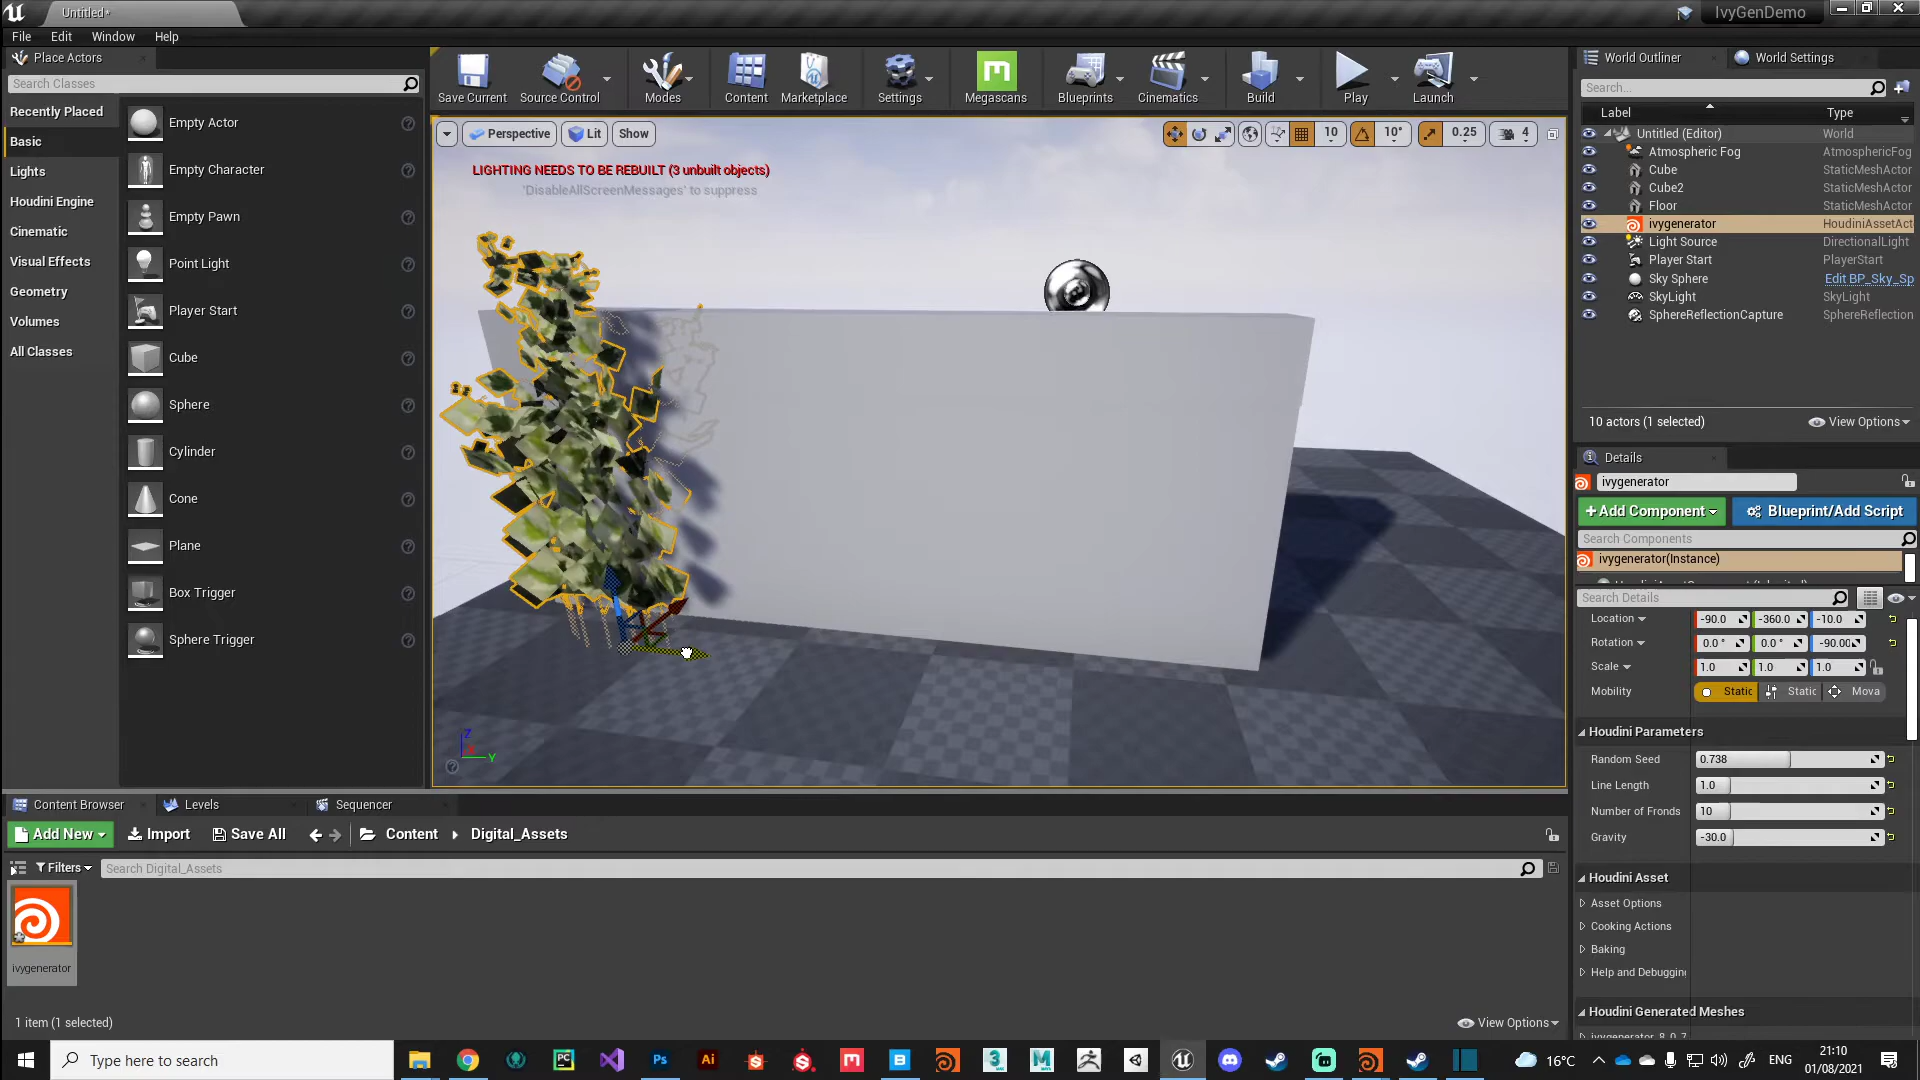 Untitled*
IvyGenDemo
File Edit Window Help
Place Actors
Search Classes
Recently Placed
Basic
Lights
Houdini Engine
Cinematic
Visual Effects
Geometry
Volumes
All Classes
Empty Actor
Empty Character
Empty Pawn
Point Light
Player Start
Cube
Sphere
Cylinder
Cone
Plane
Box Trigger
Sphere Trigger
Save Current Source Control Modes Content Marketplace Settings Megascans Blueprints Cinematics Build Play Launch
Perspective Lit Show 10 10° 0.25 4
LIGHTING NEEDS TO BE REBUILT (3 unbuilt objects)
'DisableAllScreenMessages' to suppress
Z
X
Y
World Outliner World Settings
Search...
Label Type
Untitled (Editor) World
Atmospheric Fog AtmosphericFog
Cube StaticMeshActor
Cube2 StaticMeshActor
Floor StaticMeshActor
ivygenerator HoudiniAssetAct
Light Source DirectionalLight
Player Start PlayerStart
Sky Sphere Edit BP_Sky_Sp
SkyLight SkyLight
SphereReflectionCapture SphereReflection
10 actors (1 selected) View Options
Details
ivygenerator
+Add Component Blueprint/Add Script
Search Components
ivygenerator(Instance)
Search Details
Location -90.0 -360.0 -10.0
Rotation 0.0° 0.0° -90.00
Scale 1.0 1.0 1.0
Mobility Static Static Mova
Houdini Parameters
Random Seed 0.738
Line Length 1.0
Number of Fronds 10
Gravity -30.0
Houdini Asset
Asset Options
Cooking Actions
Baking
Help and Debugging
Houdini Generated Meshes
Content Browser Levels Sequencer
Add New Import Save All Content Digital_Assets
Filters Search Digital_Assets
ivygenerator
1 item (1 selected) View Options
Type here to search
PC Ps Ai 3 M
16°C ENG 21:10
01/08/2021